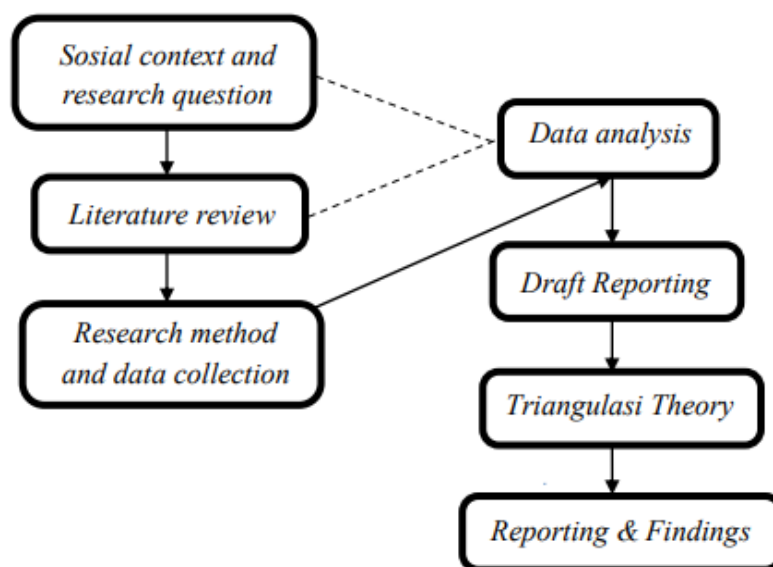 Sosial context and
research question
Literature review
Research method
and data collection
Data analysis
Draft Reporting
Triangulasi Theory
Reporting & Findings